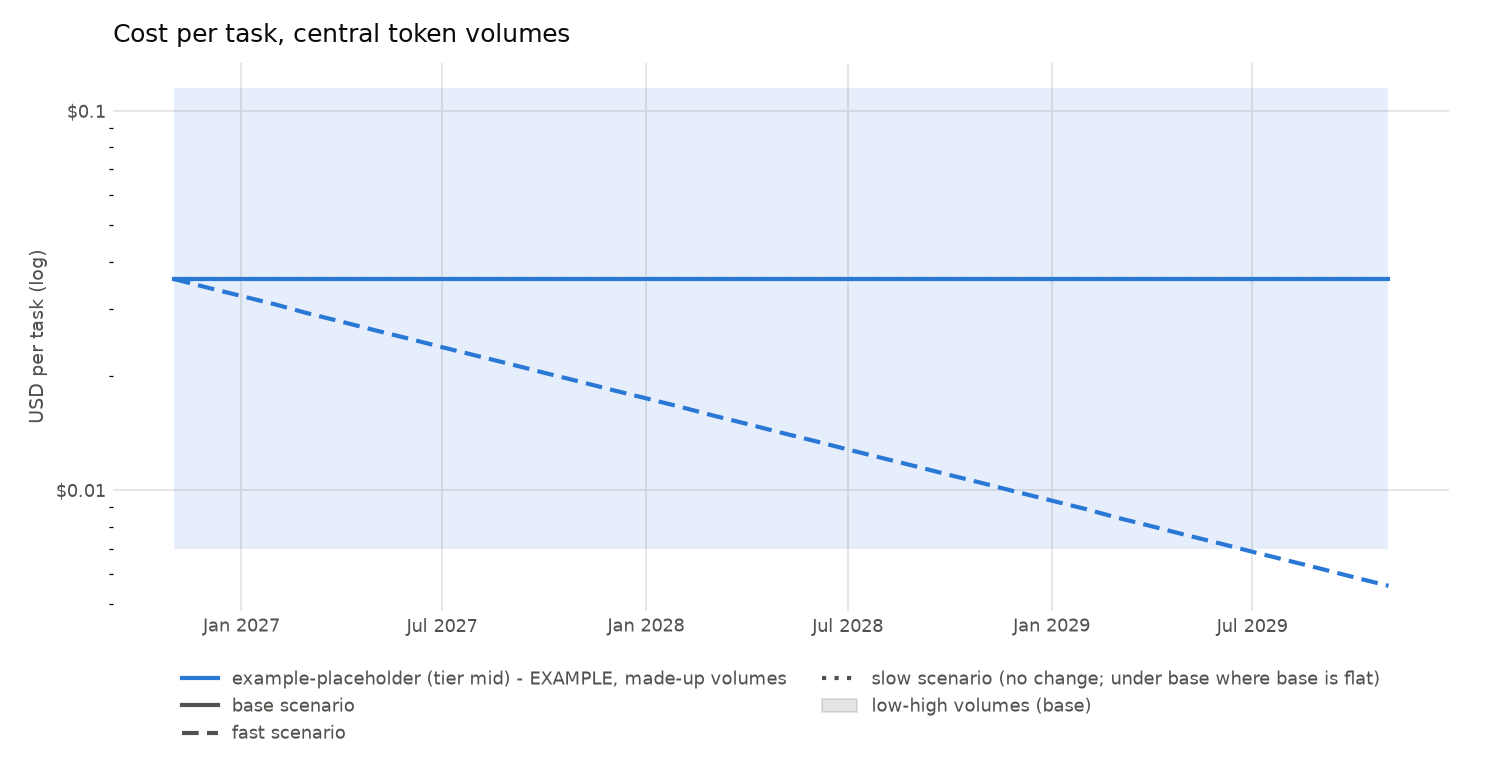 Cost per task, central token volumes
$0.1
USD per task (log)
$0.01
Jan 2027
Jul 2027
Jan 2028
Jul 2028
Jan 2029
Jul 2029
example-placeholder (tier mid) - EXAMPLE, made-up volumes
base scenario
fast scenario
slow scenario (no change; under base where base is flat)
low-high volumes (base)